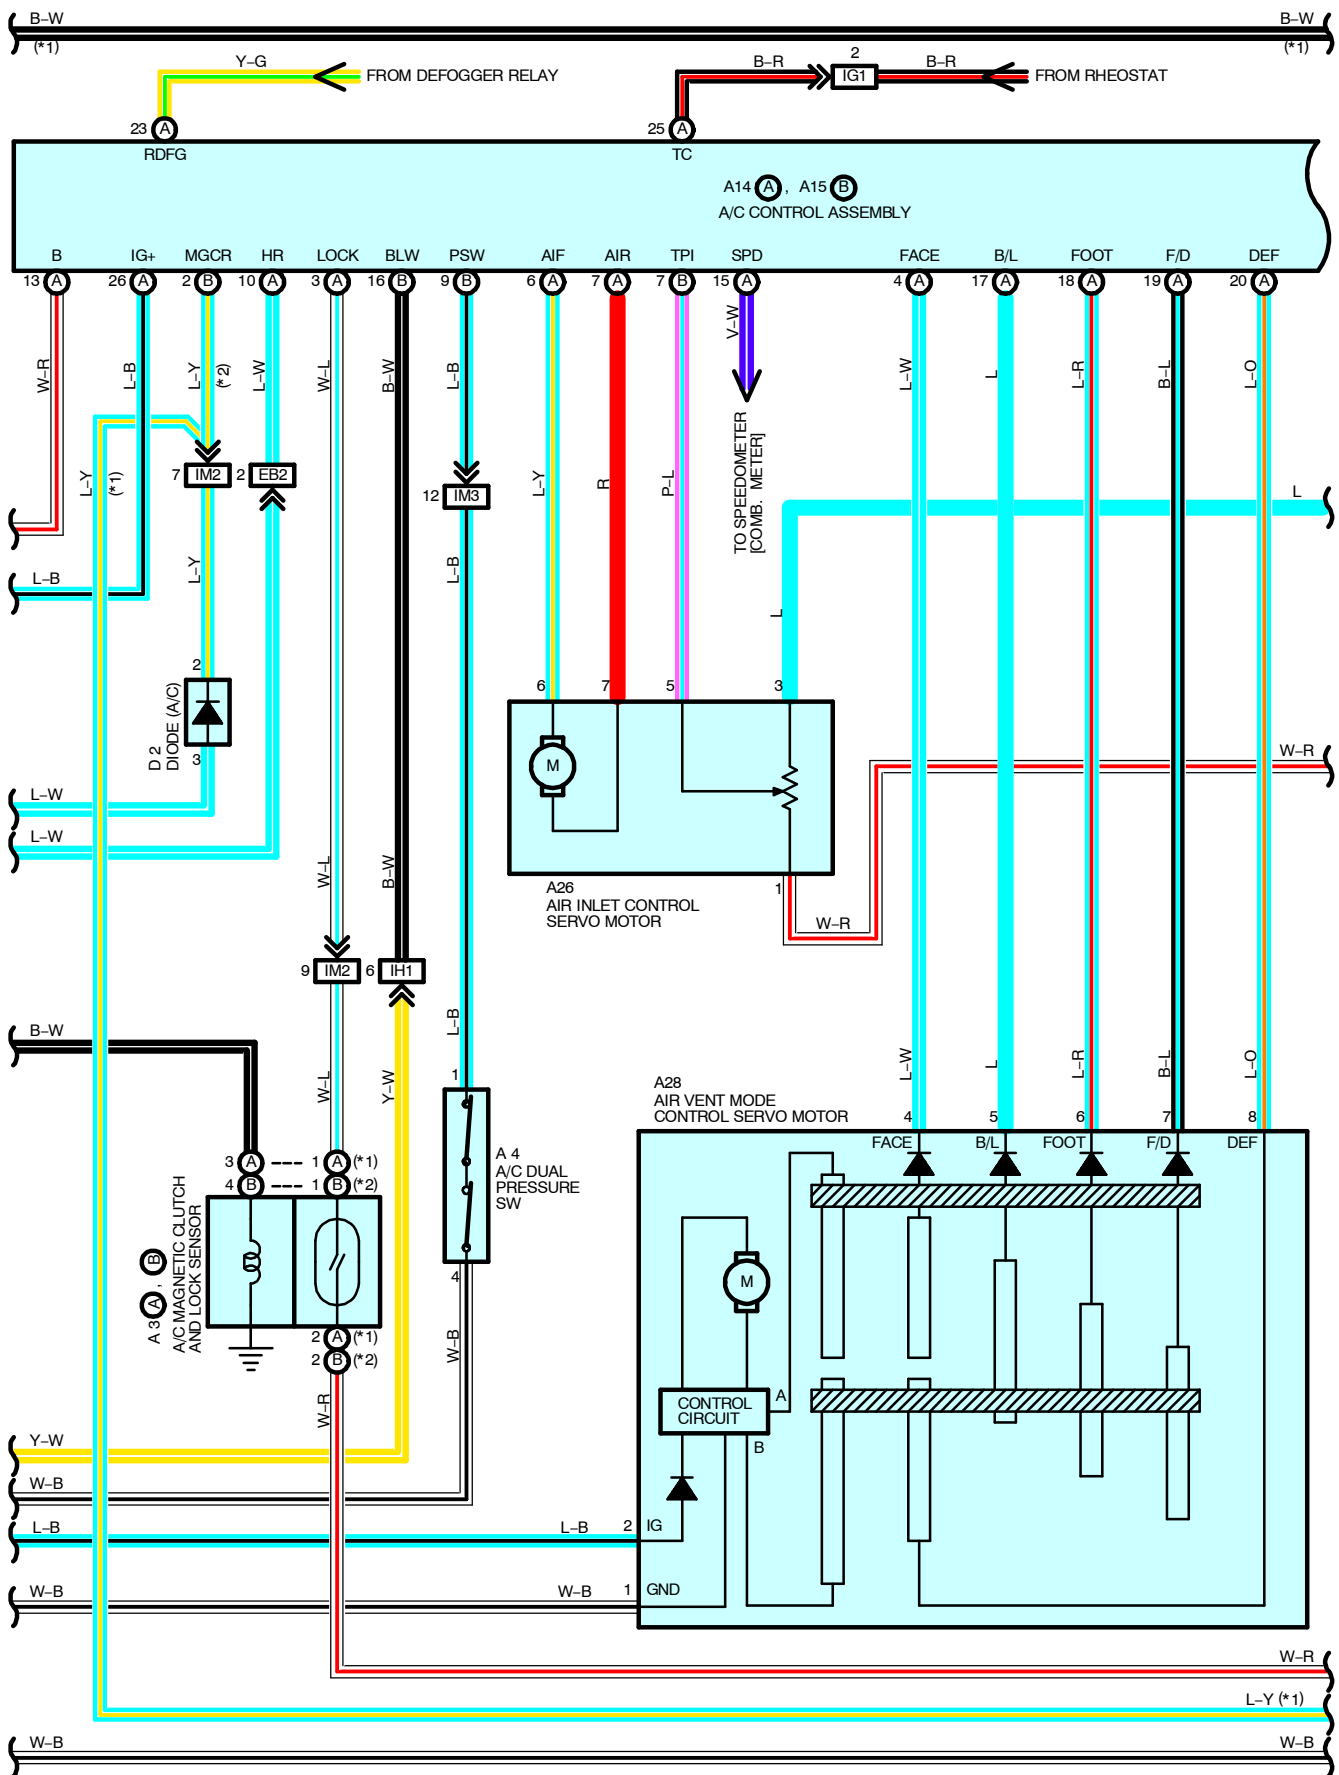 B–W B–W
(*1) (*1)
Y–G FROM DEFOGGER RELAY B–R 2 IG1 B–R FROM RHEOSTAT
23 A 25 A
RDFG TC
A14 A , A15 B
A/C CONTROL ASSEMBLY
B IG+ MGCR HR LOCK BLW PSW AIF AIR TPI SPD FACE B/L FOOT F/D DEF
13 A 26 A 2 B 10 A 3 A 16 B 9 B 6 A 7 A 7 B 15 A 4 A 17 A 18 A 19 A 20 A
W–R L–B L–Y (*2) L–W W–L B–W L–B V–W L–W L L–R B–L L–O
L–Y (*1) 7 IM2 2 EB2 12 IM3 L–Y R P–L
TO SPEEDOMETER
[COMB. METER]
L
L–B L–Y L–B
L
2
D 2
DIODE (A/C)
3
6 7 5 3
M
W–R
L–W
L–W
1
A26
AIR INLET CONTROL
SERVO MOTOR
W–R
W–L B–W
9 IM2 6 IH1
B–W
L–B
W–L Y–W
L–W L L–R B–L L–O
A28
AIR VENT MODE
CONTROL SERVO MOTOR
4 5 6 7 8
FACE B/L FOOT F/D DEF
1
A 4
A/C DUAL
PRESSURE
SW
4
3 A 1 A (*1)
4 B 1 B (*2)
A 3 A , B
A/C MAGNETIC CLUTCH
AND LOCK SENSOR
2 A (*1)
2 B (*2)
M
CONTROL
CIRCUIT
A
B
W–B
W–R
Y–W
W–B
L–B L–B 2 IG
W–B W–B 1 GND
W–R
L–Y (*1)
W–B W–B